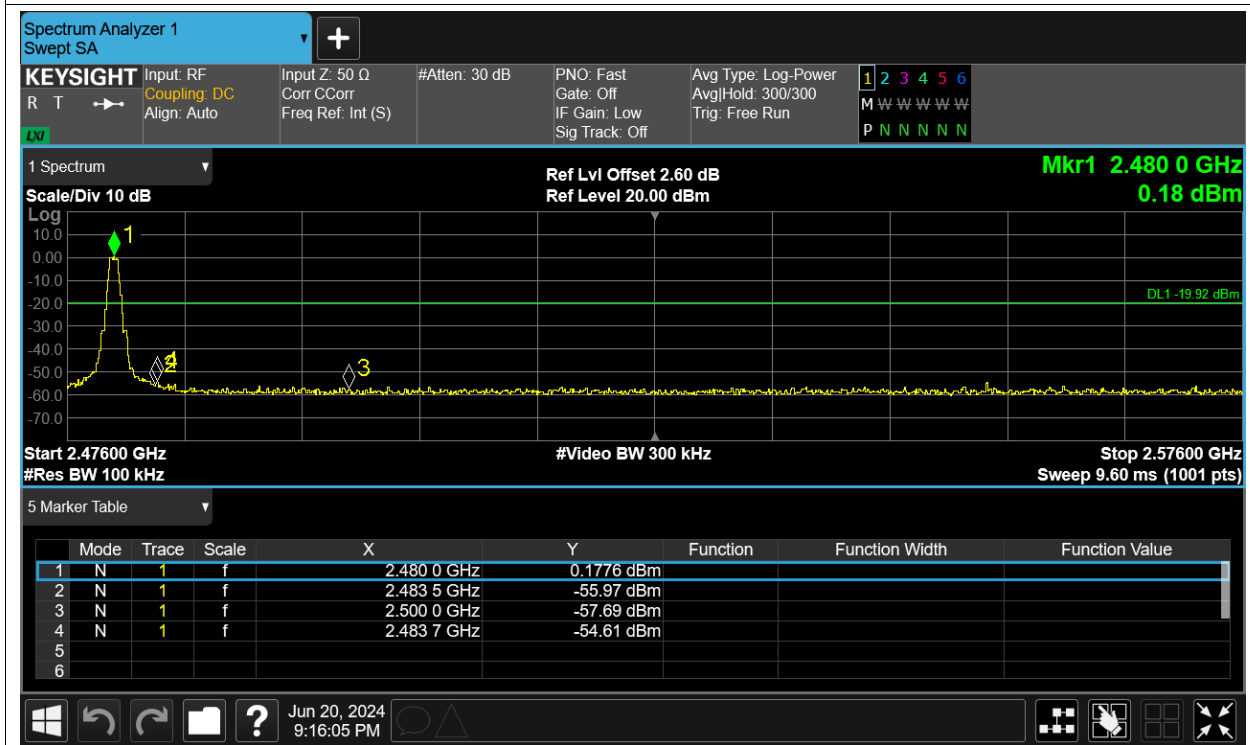 Spectrum Analyzer 1
Swept SA
KEYSIGHT
R T
LXI
Input: RF
Coupling: DC
Align: Auto
Input Z: 50 Ω
Corr CCorr
Freq Ref: Int (S)
#Atten: 30 dB
PNO: Fast
Gate: Off
IF Gain: Low
Sig Track: Off
Avg Type: Log-Power
Avg|Hold: 300/300
Trig: Free Run
1 2 3 4 5 6
M W W W W W
P N N N N N
1 Spectrum
Scale/Div 10 dB
Ref Lvl Offset 2.60 dB
Ref Level 20.00 dBm
Mkr1 2.480 0 GHz
0.18 dBm
Log
10.0
0.00
-10.0
-20.0
-30.0
-40.0
-50.0
-60.0
-70.0
1
DL1 -19.92 dBm
4
2
3
Start 2.47600 GHz
#Res BW 100 kHz
#Video BW 300 kHz
Stop 2.57600 GHz
Sweep 9.60 ms (1001 pts)
5 Marker Table
Mode Trace Scale X Y Function Function Width Function Value
1 N 1 f 2.480 0 GHz 0.1776 dBm
2 N 1 f 2.483 5 GHz -55.97 dBm
3 N 1 f 2.500 0 GHz -57.69 dBm
4 N 1 f 2.483 7 GHz -54.61 dBm
5
6
?
Jun 20, 2024
9:16:05 PM